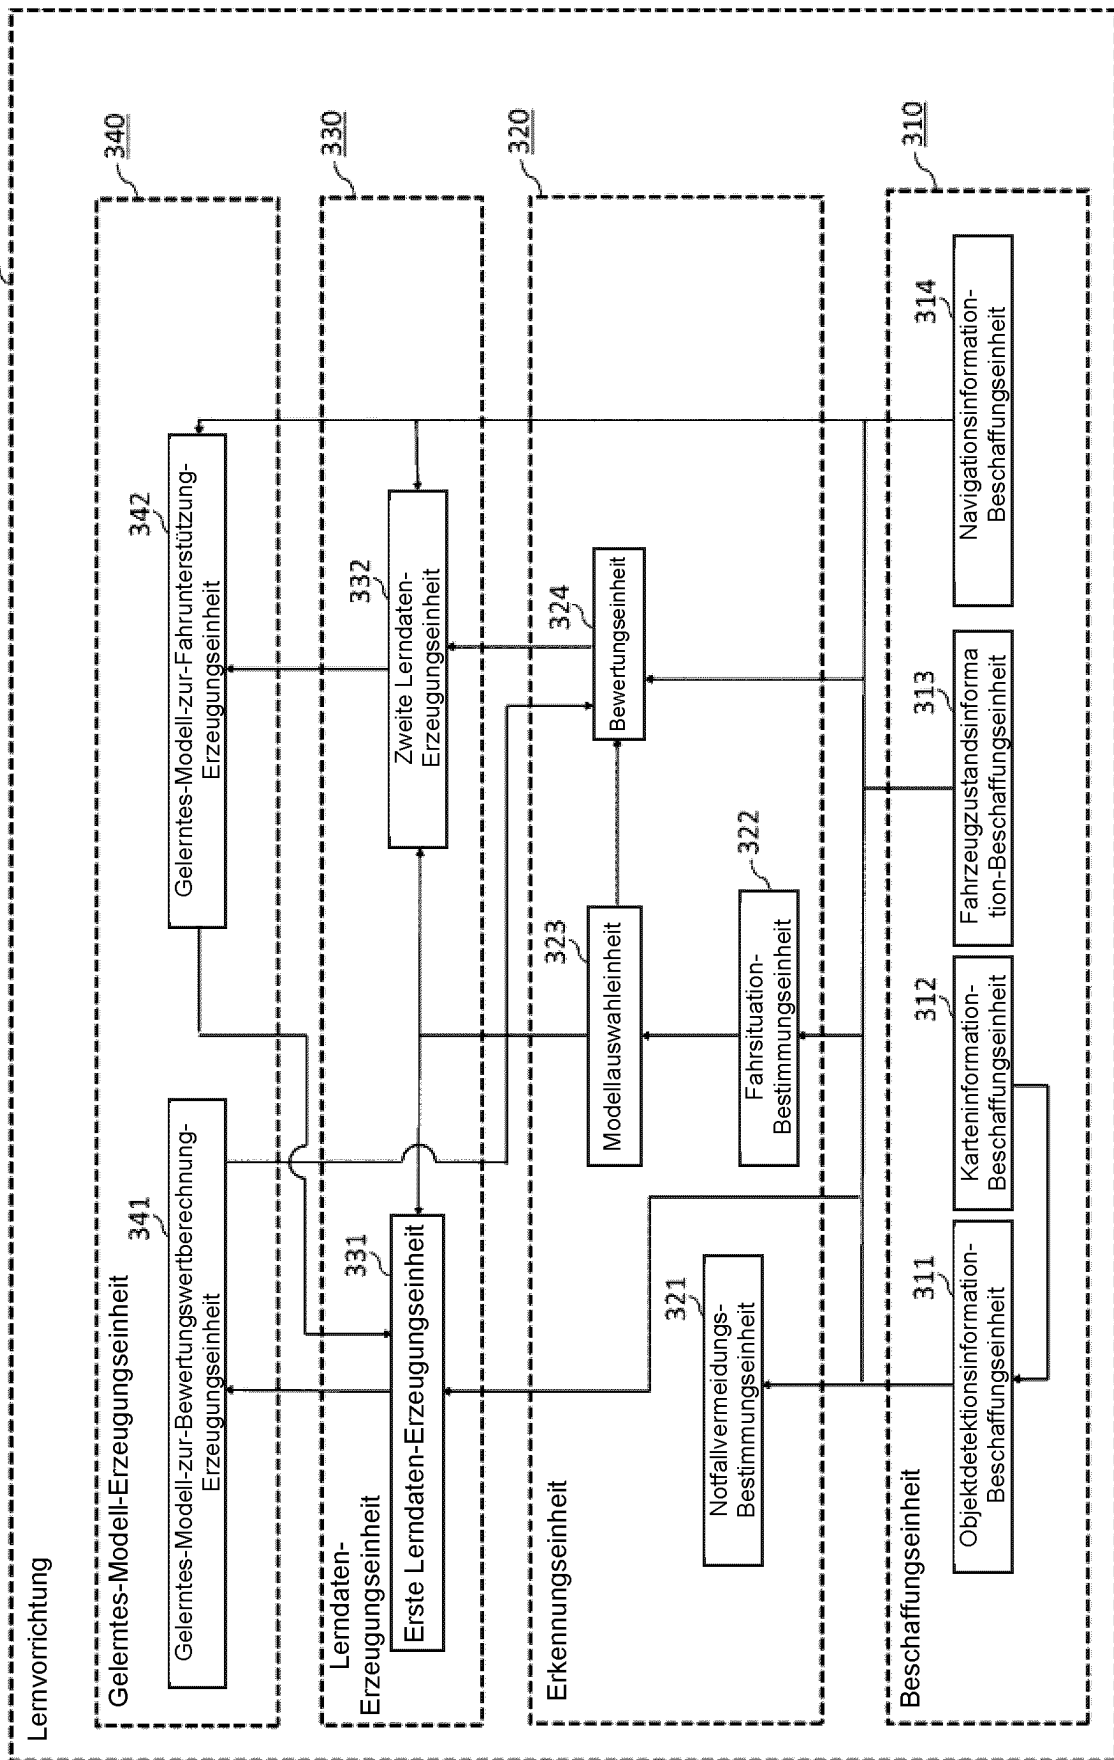 Lernvorrichtung
Gelerntes-Modell-Erzeugungseinheit
340
341
Gelerntes-Modell-zur-Bewertungswertberechnung-
Erzeugungseinheit
342
Gelerntes-Modell-zur-Fahrunterstützung-
Erzeugungseinheit
Lerndaten-
Erzeugungseinheit
330
331
Erste Lerndaten-Erzeugungseinheit
332
Zweite Lerndaten-
Erzeugungseinheit
Erkennungseinheit
320
321
Notfallvermeidungs-
Bestimmungseinheit
322
Fahrsituation-
Bestimmungseinheit
323
Modellauswahleinheit
324
Bewertungseinheit
Beschaffungseinheit
310
311
Objektdetektionsinformation-
Beschaffungseinheit
312
Karteninformation-
Beschaffungseinheit
313
Fahrzeugzustandsinforma
tion-Beschaffungseinheit
314
Navigationsinformation-
Beschaffungseinheit